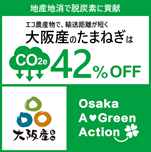 地産地消で脱炭素に貢献
エコ農産物で、輸送距離が短く
大阪産のたまねぎは
CO2e
42%OFF
大阪産
Osaka
A♥Green
Action